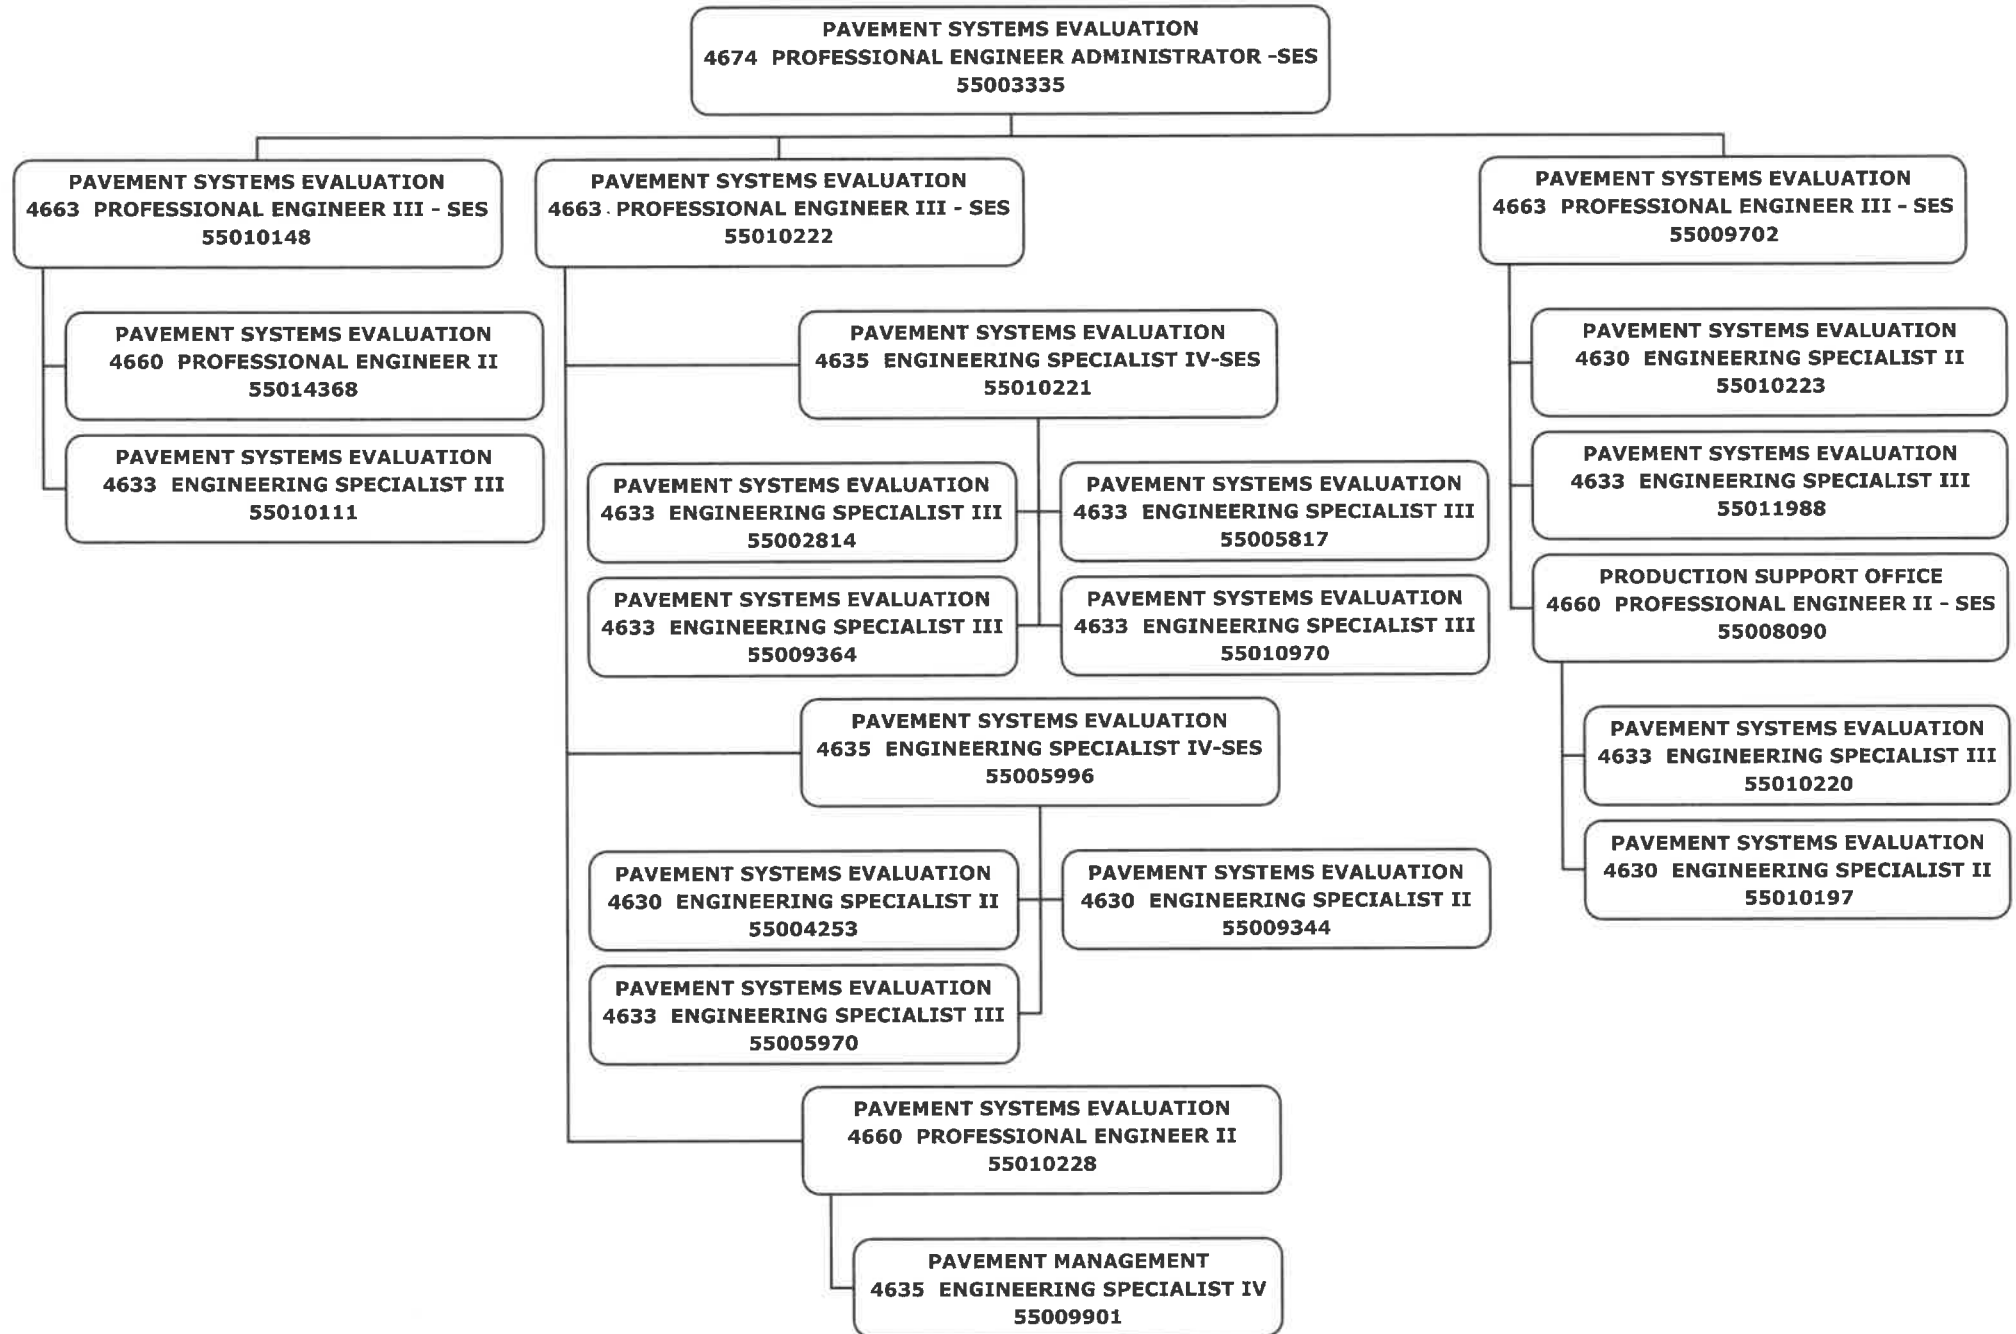 PAVEMENT SYSTEMS EVALUATION
4674 PROFESSIONAL ENGINEER ADMINISTRATOR -SES
55003335
PAVEMENT SYSTEMS EVALUATION
4663 PROFESSIONAL ENGINEER III - SES
55010148
PAVEMENT SYSTEMS EVALUATION
4660 PROFESSIONAL ENGINEER II
55014368
PAVEMENT SYSTEMS EVALUATION
4633 ENGINEERING SPECIALIST III
55010111
PAVEMENT SYSTEMS EVALUATION
4663 PROFESSIONAL ENGINEER III - SES
55010222
PAVEMENT SYSTEMS EVALUATION
4635 ENGINEERING SPECIALIST IV-SES
55010221
PAVEMENT SYSTEMS EVALUATION
4633 ENGINEERING SPECIALIST III
55002814
PAVEMENT SYSTEMS EVALUATION
4633 ENGINEERING SPECIALIST III
55005817
PAVEMENT SYSTEMS EVALUATION
4633 ENGINEERING SPECIALIST III
55009364
PAVEMENT SYSTEMS EVALUATION
4633 ENGINEERING SPECIALIST III
55010970
PAVEMENT SYSTEMS EVALUATION
4635 ENGINEERING SPECIALIST IV-SES
55005996
PAVEMENT SYSTEMS EVALUATION
4630 ENGINEERING SPECIALIST II
55004253
PAVEMENT SYSTEMS EVALUATION
4630 ENGINEERING SPECIALIST II
55009344
PAVEMENT SYSTEMS EVALUATION
4633 ENGINEERING SPECIALIST III
55005970
PAVEMENT SYSTEMS EVALUATION
4660 PROFESSIONAL ENGINEER II
55010228
PAVEMENT MANAGEMENT
4635 ENGINEERING SPECIALIST IV
55009901
PAVEMENT SYSTEMS EVALUATION
4663 PROFESSIONAL ENGINEER III - SES
55009702
PAVEMENT SYSTEMS EVALUATION
4630 ENGINEERING SPECIALIST II
55010223
PAVEMENT SYSTEMS EVALUATION
4633 ENGINEERING SPECIALIST III
55011988
PRODUCTION SUPPORT OFFICE
4660 PROFESSIONAL ENGINEER II - SES
55008090
PAVEMENT SYSTEMS EVALUATION
4633 ENGINEERING SPECIALIST III
55010220
PAVEMENT SYSTEMS EVALUATION
4630 ENGINEERING SPECIALIST II
55010197